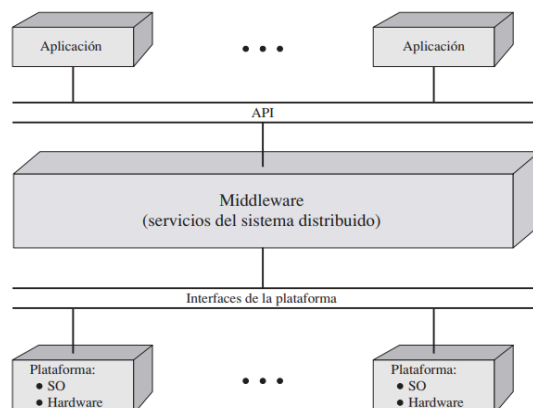 Aplicación
Aplicación
API
Middleware
(servicios del sistema distribuido)
Interfaces de la plataforma
Plataforma:
• SO
• Hardware
Plataforma:
• SO
• Hardware